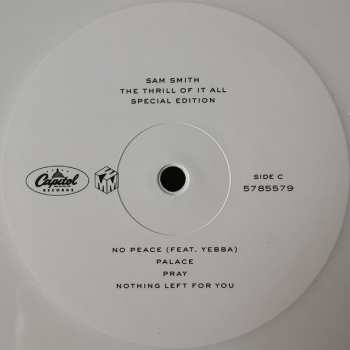 SAM SMITH
THE THRILL OF IT ALL
SPECIAL EDITION
Capitol
RECORDS
SIDE C
5785579
NO PEACE (FEAT. YEBBA)
PALACE
PRAY
NOTHING LEFT FOR YOU